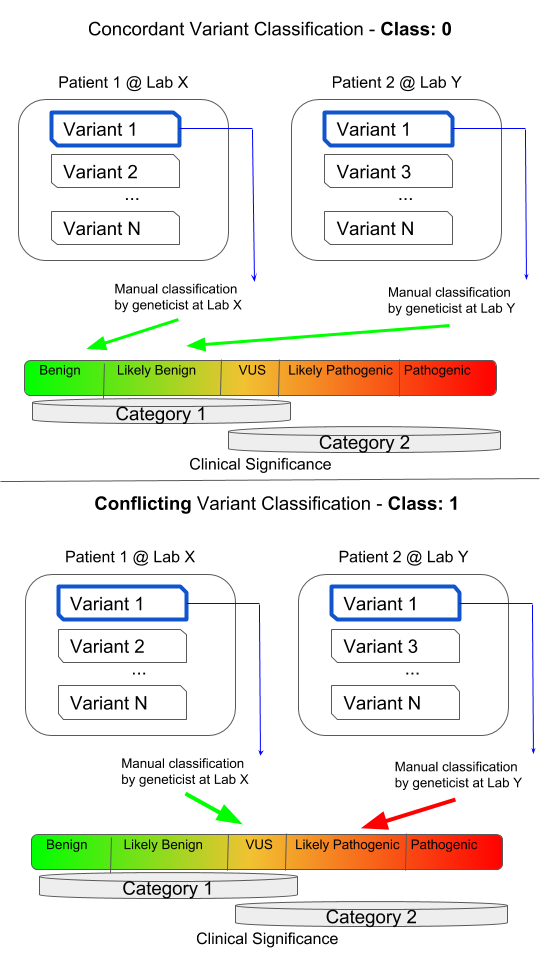 Concordant Variant Classification - Class: 0
Patient 1 @ Lab X
Patient 2 @ Lab Y
Variant 1
Variant 2
...
Variant N
Variant 1
Variant 3
...
Variant N
Manual classification
by geneticist at Lab X
Manual classification
by geneticist at Lab Y
Benign
Likely Benign
VUS
Likely Pathogenic
Pathogenic
Category 1
Category 2
Clinical Significance
Conflicting Variant Classification - Class: 1
Patient 1 @ Lab X
Patient 2 @ Lab Y
Variant 1
Variant 2
...
Variant N
Variant 1
Variant 3
...
Variant N
Manual classification
by geneticist at Lab X
Manual classification
by geneticist at Lab Y
Benign
Likely Benign
VUS
Likely Pathogenic
Pathogenic
Category 1
Category 2
Clinical Significance